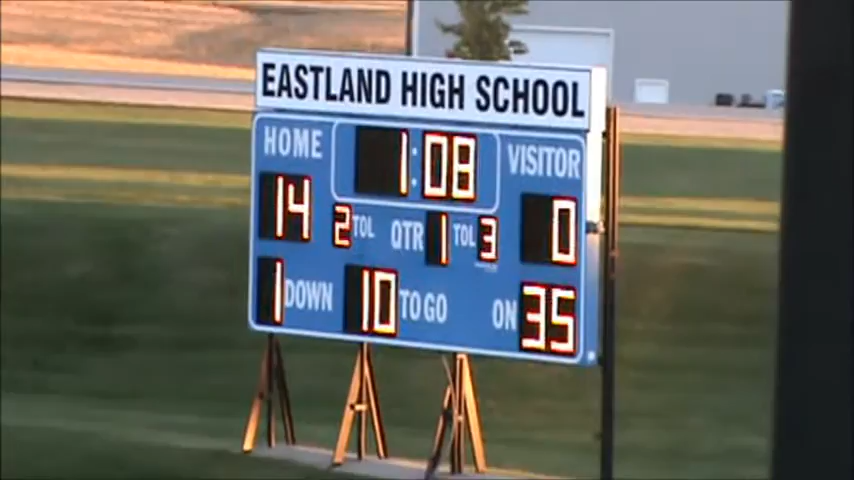 EASTLAND HIGH SCHOOL
HOME 1:08 VISITOR
14 2 TOL QTR 1 TOL 3 0
1 DOWN 10 TO GO ON 35